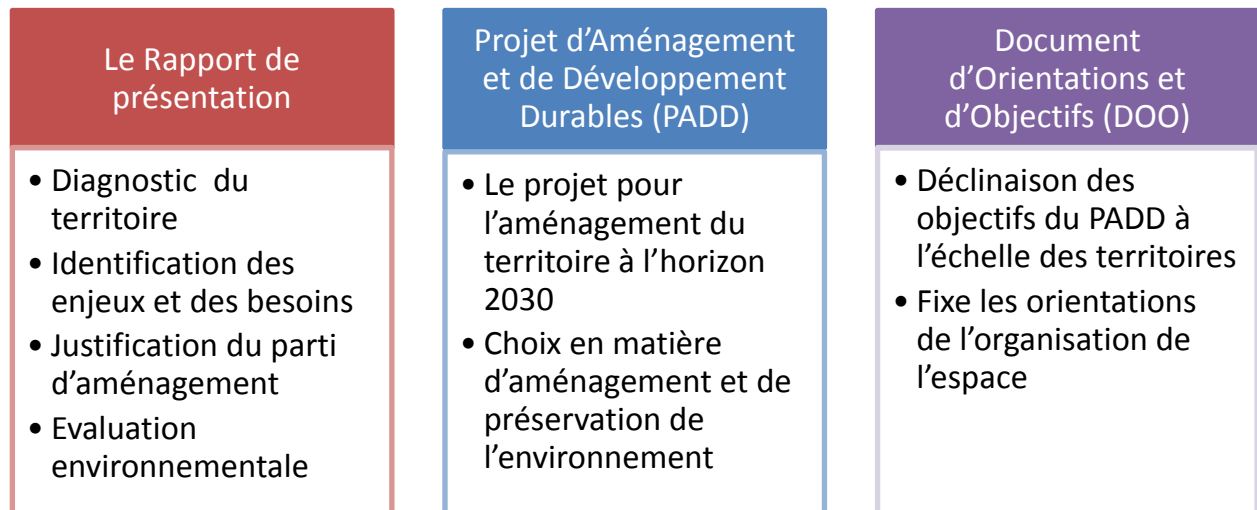 Le Rapport de
présentation
• Diagnostic du
territoire
• Identification des
enjeux et des besoins
• Justification du parti
d’aménagement
• Evaluation
environnementale
Projet d’Aménagement
et de Développement
Durables (PADD)
• Le projet pour
l’aménagement du
territoire à l’horizon
2030
• Choix en matière
d’aménagement et de
préservation de
l’environnement
Document
d’Orientations et
d’Objectifs (DOO)
• Déclinaison des
objectifs du PADD à
l’échelle des territoires
• Fixe les orientations
de l’organisation de
l’espace